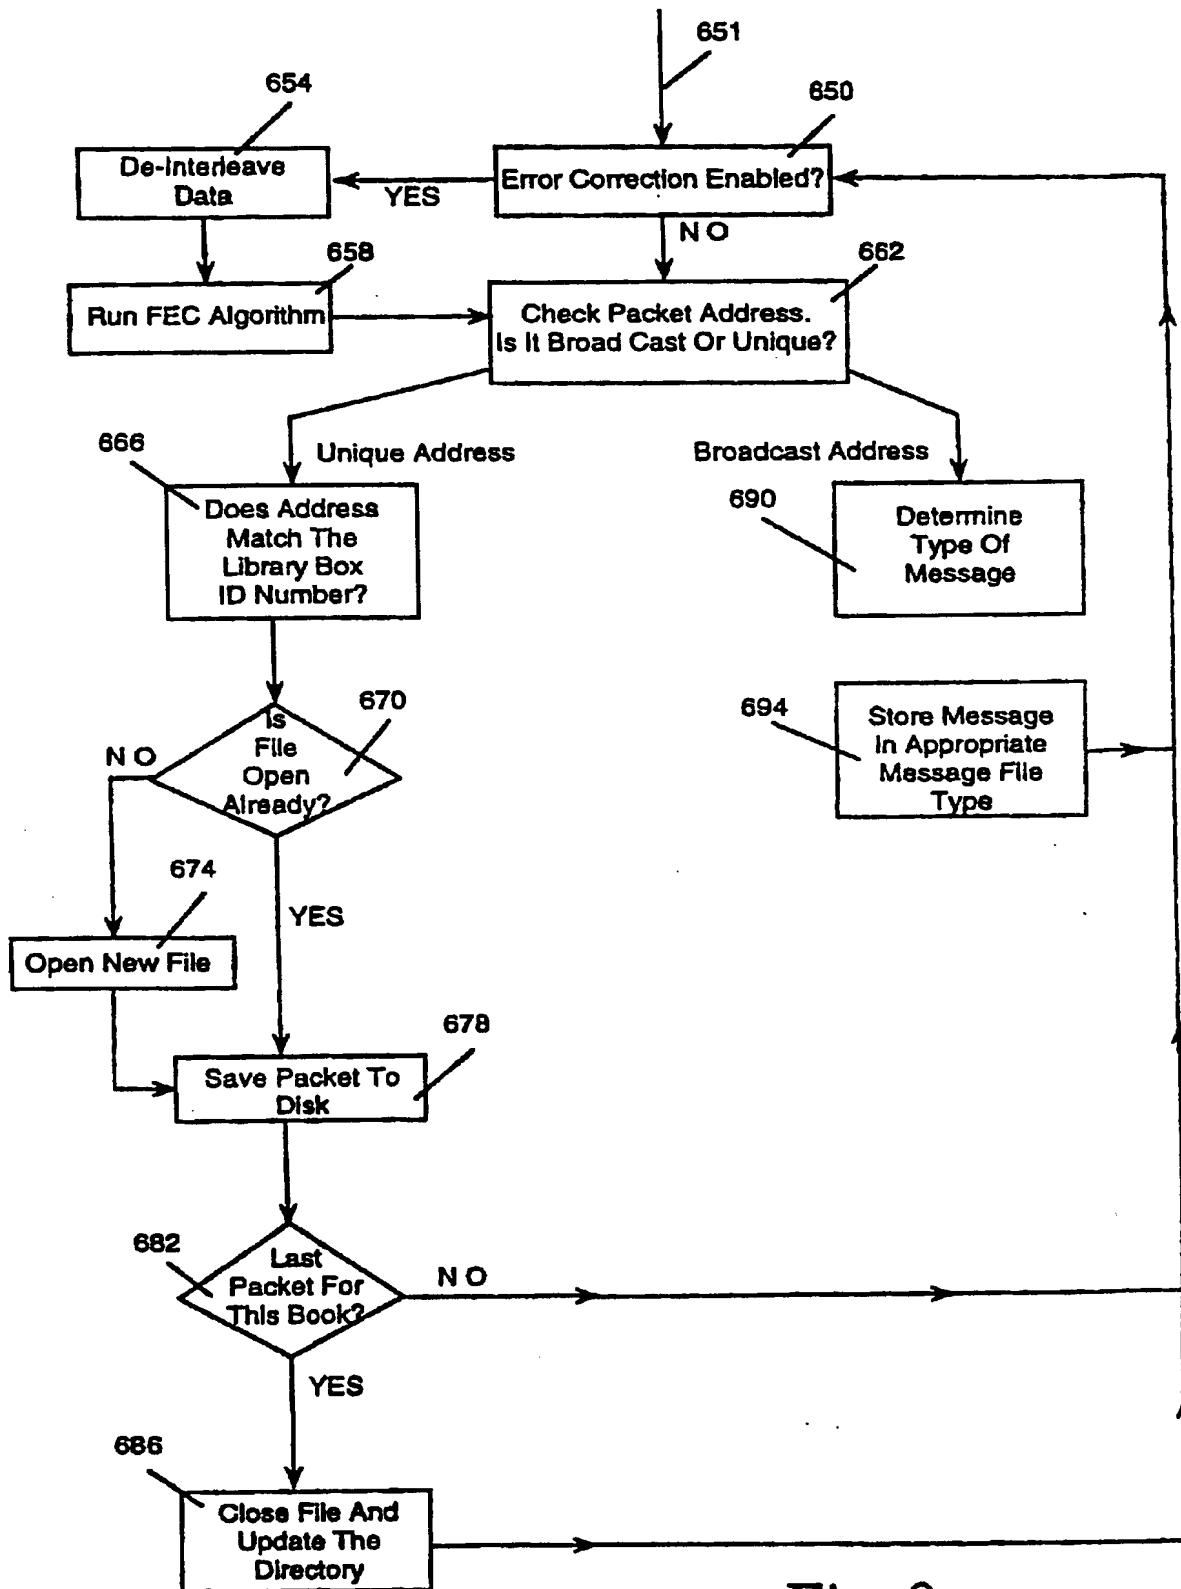 651
650
654
De-Interleave
Data
YES
Error Correction Enabled?
NO
658
662
Run FEC Algorithm
Check Packet Address.
Is It Broad Cast Or Unique?
666
Unique Address
Broadcast Address
Does Address
Match The
Library Box
ID Number?
690
Determine
Type Of
Message
670
Is
File
Open
Already?
NO
694
Store Message
In Appropriate
Message File
Type
674
YES
Open New File
678
Save Packet To
Disk
682
Last
Packet For
This Book?
NO
YES
686
Close File And
Update The
Directory